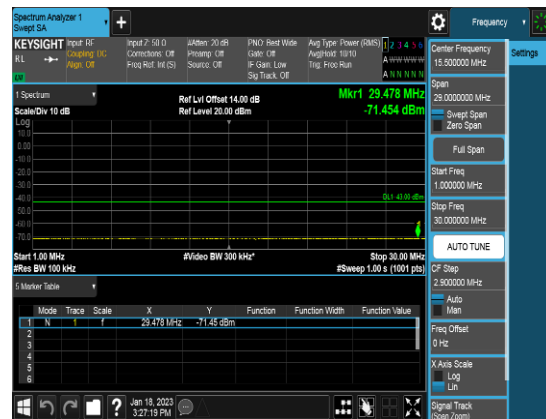 Spectrum Analyzer 1
Swept SA
Frequency
KEYSIGHT
RL
Input: RF
Coupling: DC
Align: Off
Input Z: 50 Ω
Corrections: Off
Freq Ref: Int (S)
#Atten: 20 dB
Preamp: Off
Source: Off
PNO: Best Wide
Gate: Off
IF Gain: Low
Sig Track: Off
Avg Type: Power (RMS)
Avg|Hold: 10/10
Trig: Free Run
1 2 3 4 5 6
A W W W W W
A N N N N N
LM
1 Spectrum
Scale/Div 10 dB
Log
Ref Lvl Offset 14.00 dB
Ref Level 20.00 dBm
Mkr1 29.478 MHz
-71.454 dBm
10.0
0.00
-10.0
-20.0
-30.0
-40.0
DL1 -43.00 dBm
-50.0
-60.0
-70.0
Start 1.00 MHz
#Res BW 100 kHz
#Video BW 300 kHz*
Stop 30.00 MHz
#Sweep 1.00 s (1001 pts)
5 Marker Table
Mode Trace Scale X Y Function Function Width Function Value
1 N 1 f 29.478 MHz -71.45 dBm
2
3
4
5
6
Jan 18, 2023
3:27:19 PM
Center Frequency
15.500000 MHz
Settings
Span
29.0000000 MHz
Swept Span
Zero Span
Full Span
Start Freq
1.000000 MHz
Stop Freq
30.000000 MHz
AUTO TUNE
CF Step
2.900000 MHz
Auto
Man
Freq Offset
0 Hz
X Axis Scale
Log
Lin
Signal Track
(Span Zoom)